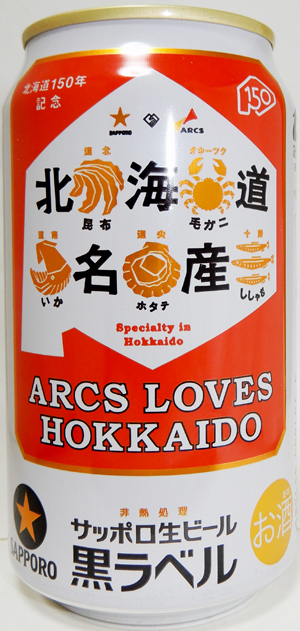 北海道150年
記念
150
SAPPORO
ARCS
道北 オホーツク
北 海 道
昆布 毛ガニ
道南 道央 十勝
名 産
いか ホタテ ししゃも
Specialty in
Hokkaido
ARCS LOVES
HOKKAIDO
非熱処理
サッポロ生ビール
黒ラベル
SAPPORO
お酒